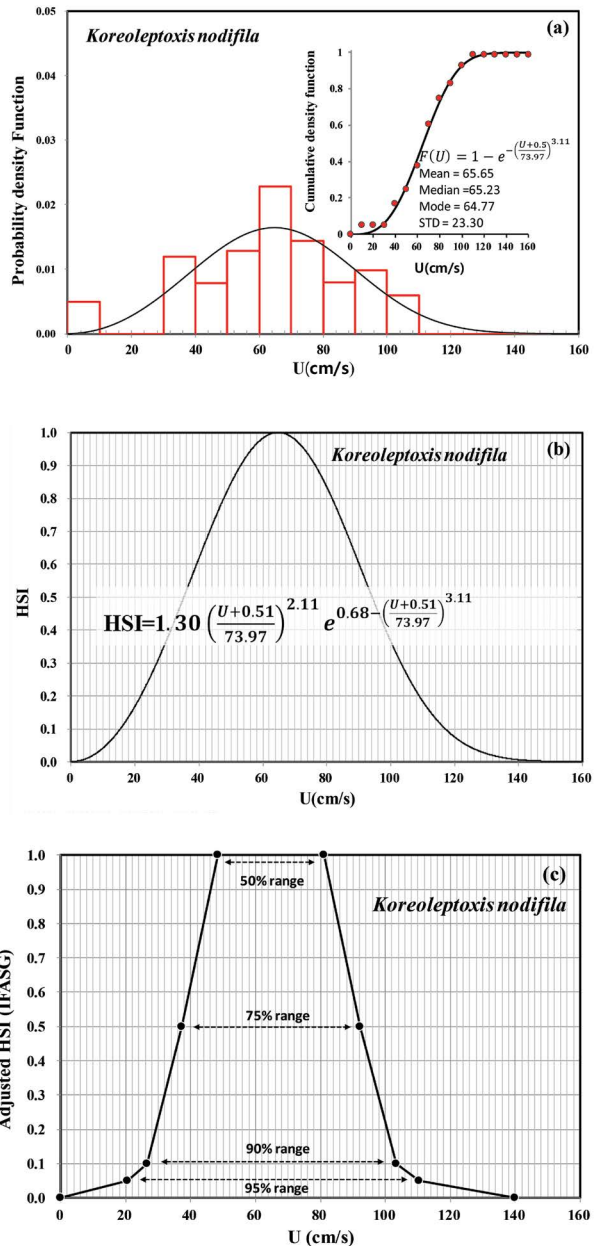 (a)
Koreoleptoxis nodifila
Probability density Function
0.05
0.04
0.03
0.02
0.01
0.00
0 20 40 60 80 100 120 140 160
U(cm/s)
Cumulative density function
1
0.8
0.6
0.4
0.2
0
F(U) = 1 − e^{−((U+0.5)/73.97)^{3.11}}
Mean = 65.65
Median =65.23
Mode = 64.77
STD = 23.30
0 20 40 60 80 100 120 140 160
U(cm/s)
(b)
Koreoleptoxis nodifila
HSI
1.0
0.9
0.8
0.7
0.6
0.5
0.4
0.3
0.2
0.1
0.0
HSI=1.30 ((U+0.51)/73.97)^{2.11} e^{0.68−((U+0.51)/73.97)^{3.11}}
0 20 40 60 80 100 120 140 160
U(cm/s)
(c)
Koreoleptoxis nodifila
Adjusted HSI (IFASG)
1.0
0.9
0.8
0.7
0.6
0.5
0.4
0.3
0.2
0.1
0.0
50% range
75% range
90% range
95% range
0 20 40 60 80 100 120 140 160
U (cm/s)